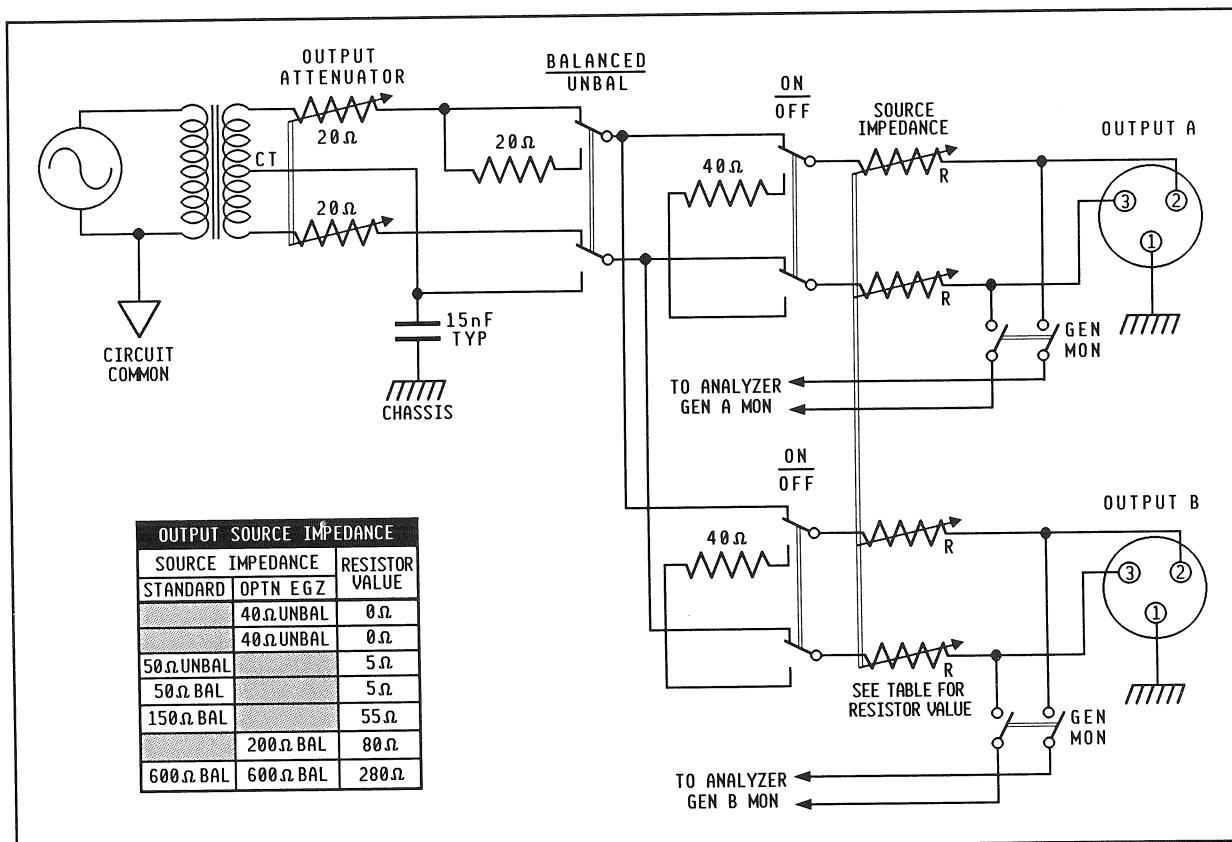 OUTPUT
ATTENUATOR
20Ω
CT
20Ω
20Ω
BALANCED
UNBAL
ON
OFF
40Ω
SOURCE
IMPEDANCE
R
R
OUTPUT A
3
2
1
GEN
MON
TO ANALYZER
GEN A MON
CIRCUIT
COMMON
15nF
TYP
CHASSIS
ON
OFF
40Ω
R
R
SEE TABLE FOR
RESISTOR VALUE
OUTPUT B
3
2
1
GEN
MON
TO ANALYZER
GEN B MON
OUTPUT SOURCE IMPEDANCE
SOURCE IMPEDANCE
RESISTOR
VALUE
STANDARD OPTN EGZ
40Ω UNBAL 0Ω
40Ω UNBAL 0Ω
50Ω UNBAL 5Ω
50Ω BAL 5Ω
150Ω BAL 55Ω
200Ω BAL 80Ω
600Ω BAL 600Ω BAL 280Ω